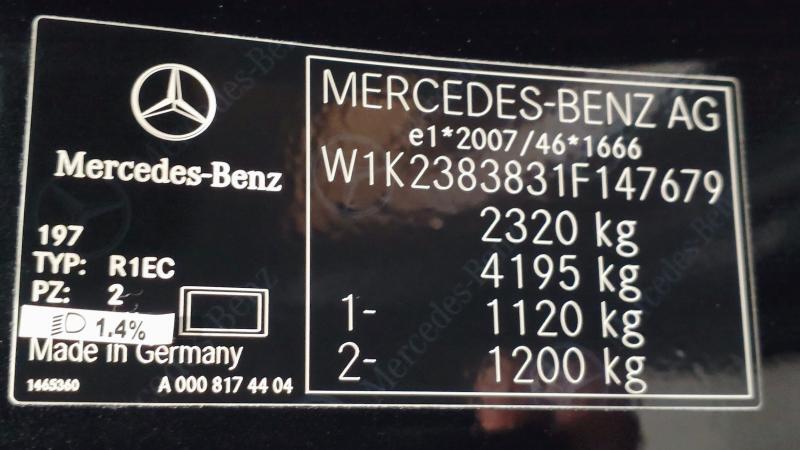 Mercedes-Benz
197
TYP: R1EC
PZ: 2
1.4%
Made in Germany
1465360 A 000 817 44 04
MERCEDES-BENZ AG
e1*2007/46*1666
W1K2383831F147679
2320 kg
4195 kg
1- 1120 kg
2- 1200 kg